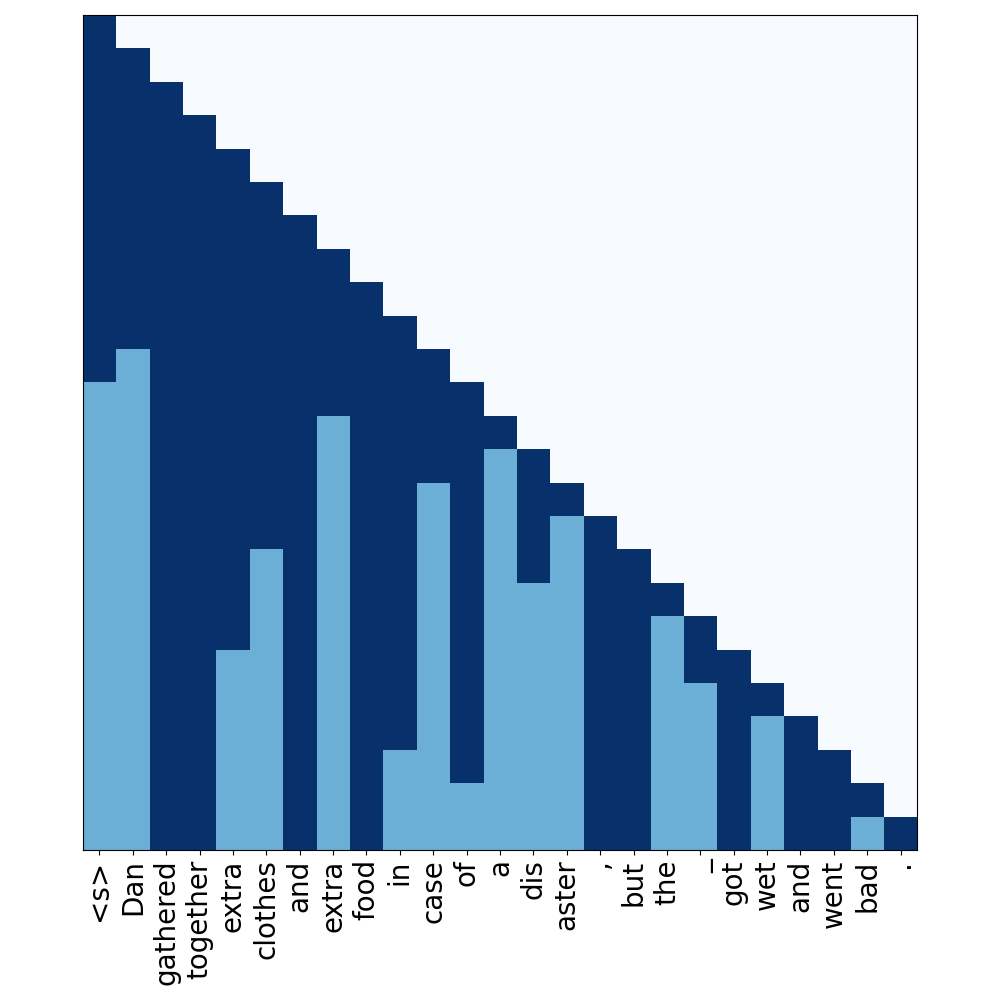 <s>
Dan
gathered
together
extra
clothes
and
extra
food
in
case
of
a
dis
aster
,
but
the
_
got
wet
and
went
bad
.